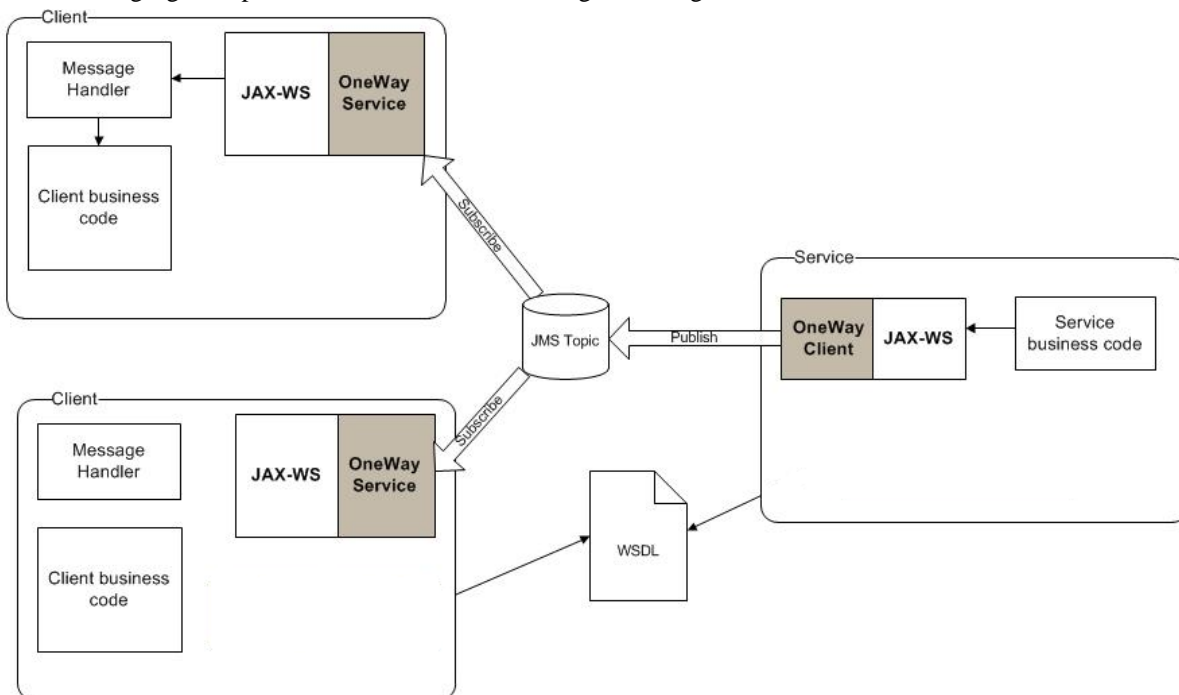 Client
Message
Handler
JAX-WS
OneWay
Service
Client business
code
Subscribe
JMS Topic
Publish
Service
OneWay
Client
JAX-WS
Service
business code
Subscribe
Client
Message
Handler
JAX-WS
OneWay
Service
Client business
code
WSDL